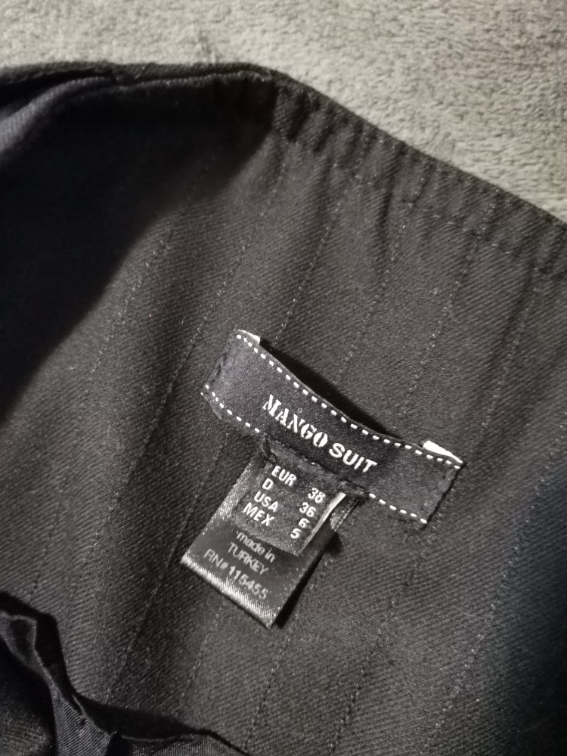 MANGO SUIT
EUR 38
D 36
USA 6
MEX 5
made in
TURKEY
RN# 115455